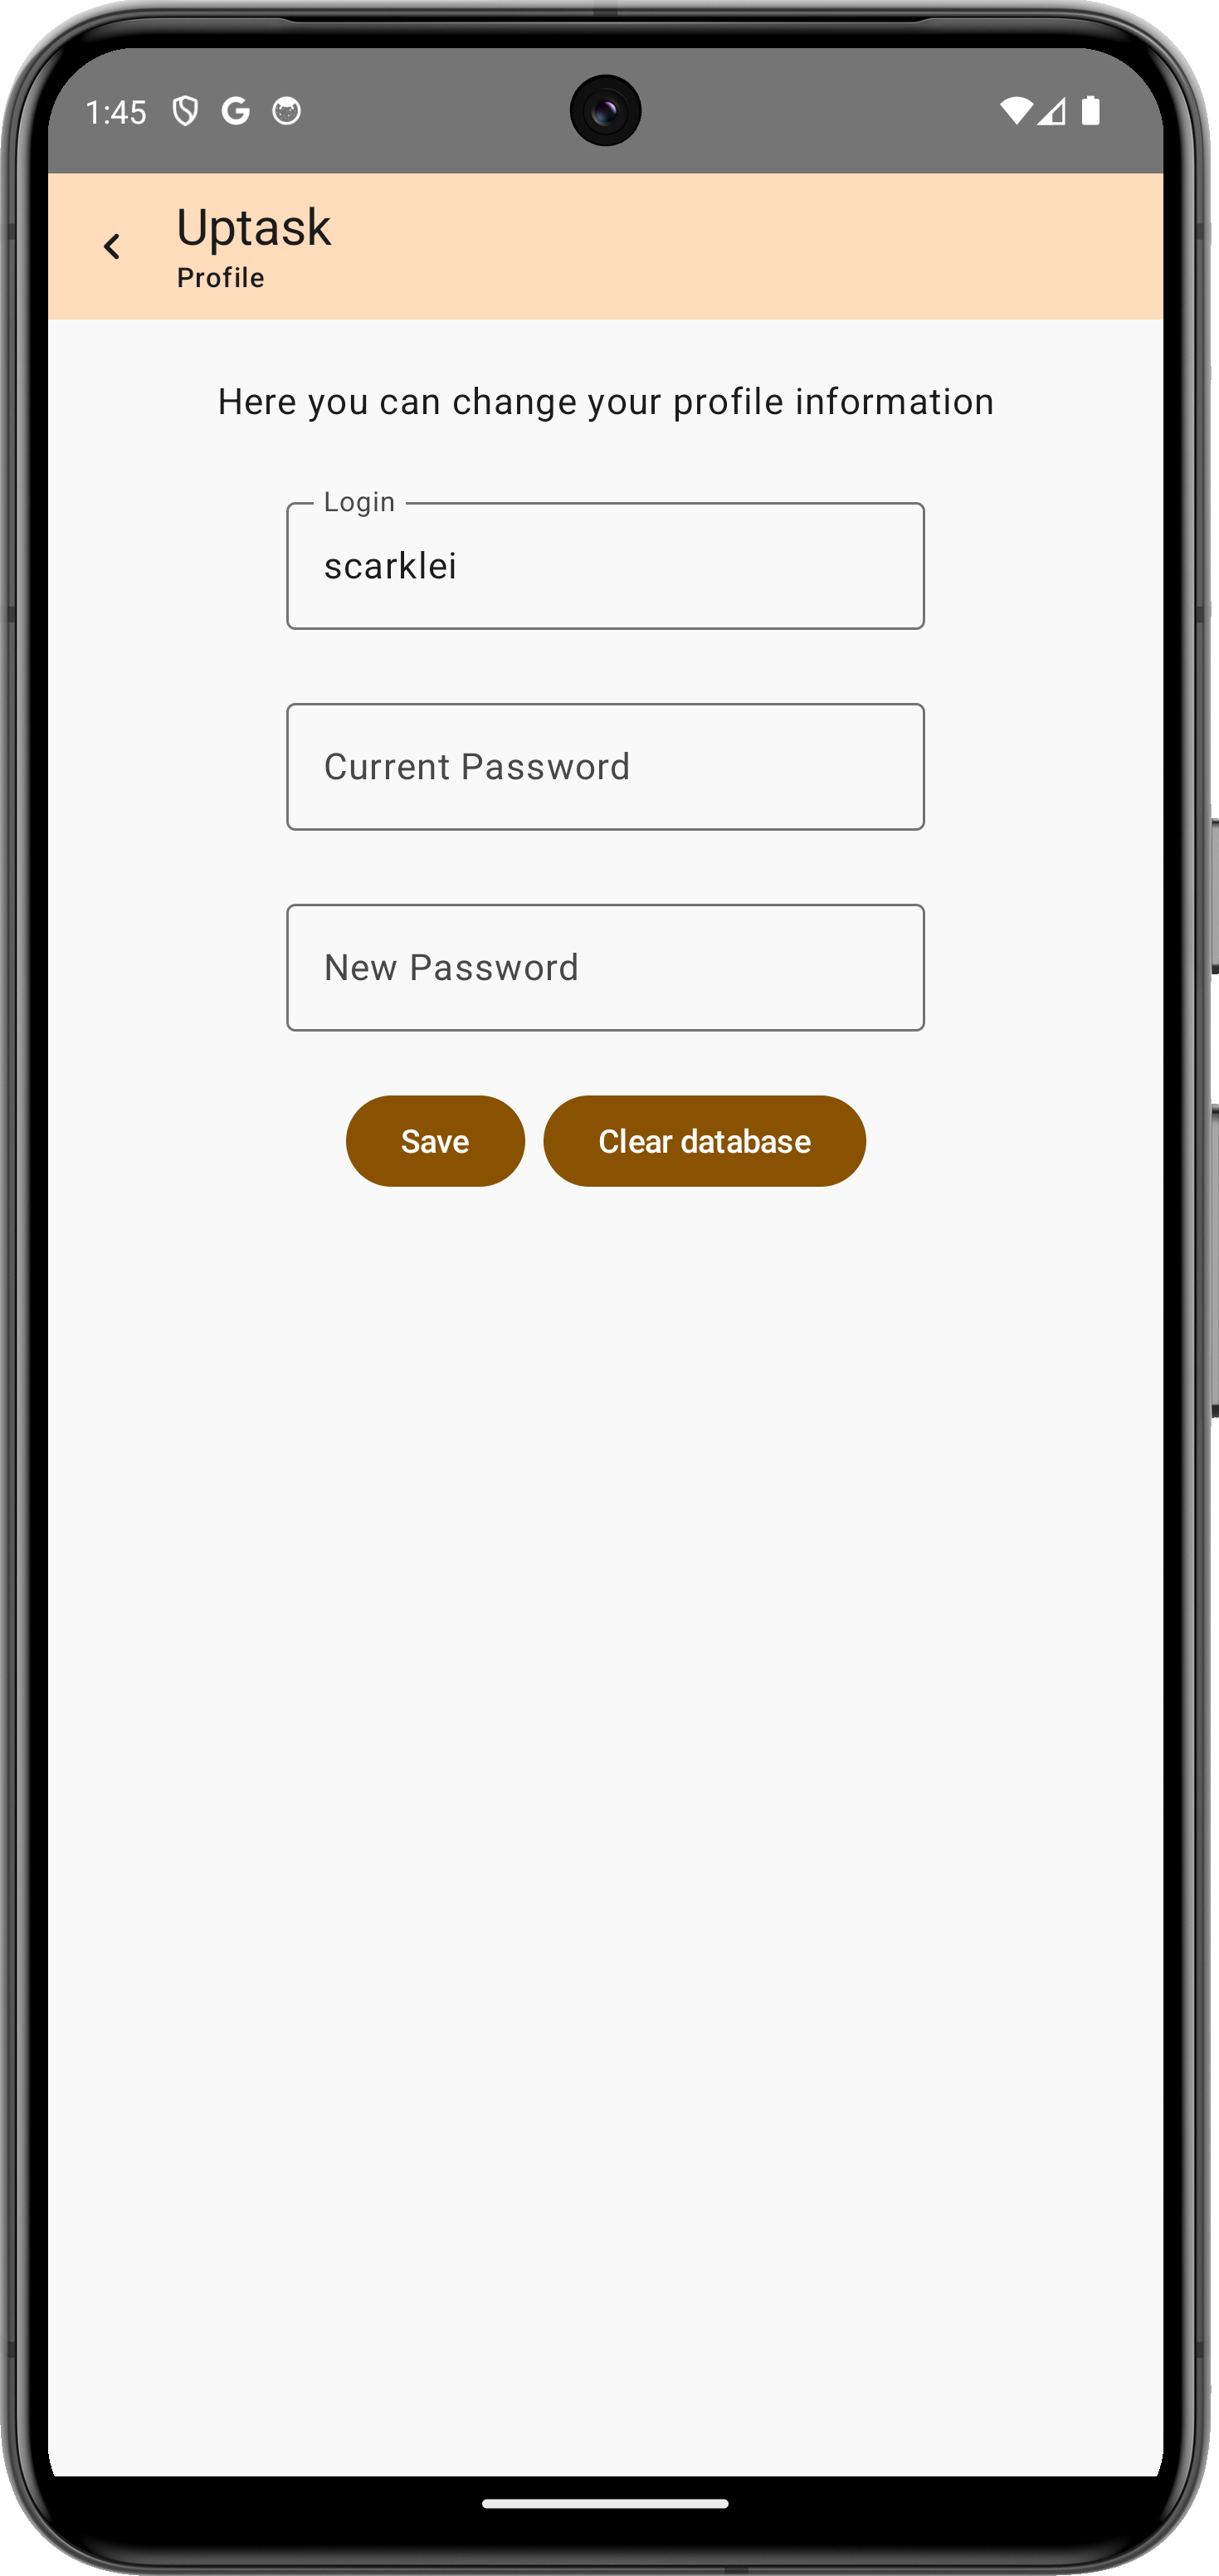 1:45
Uptask
Profile
Here you can change your profile information
Login
scarklei
Current Password
New Password
Save
Clear database